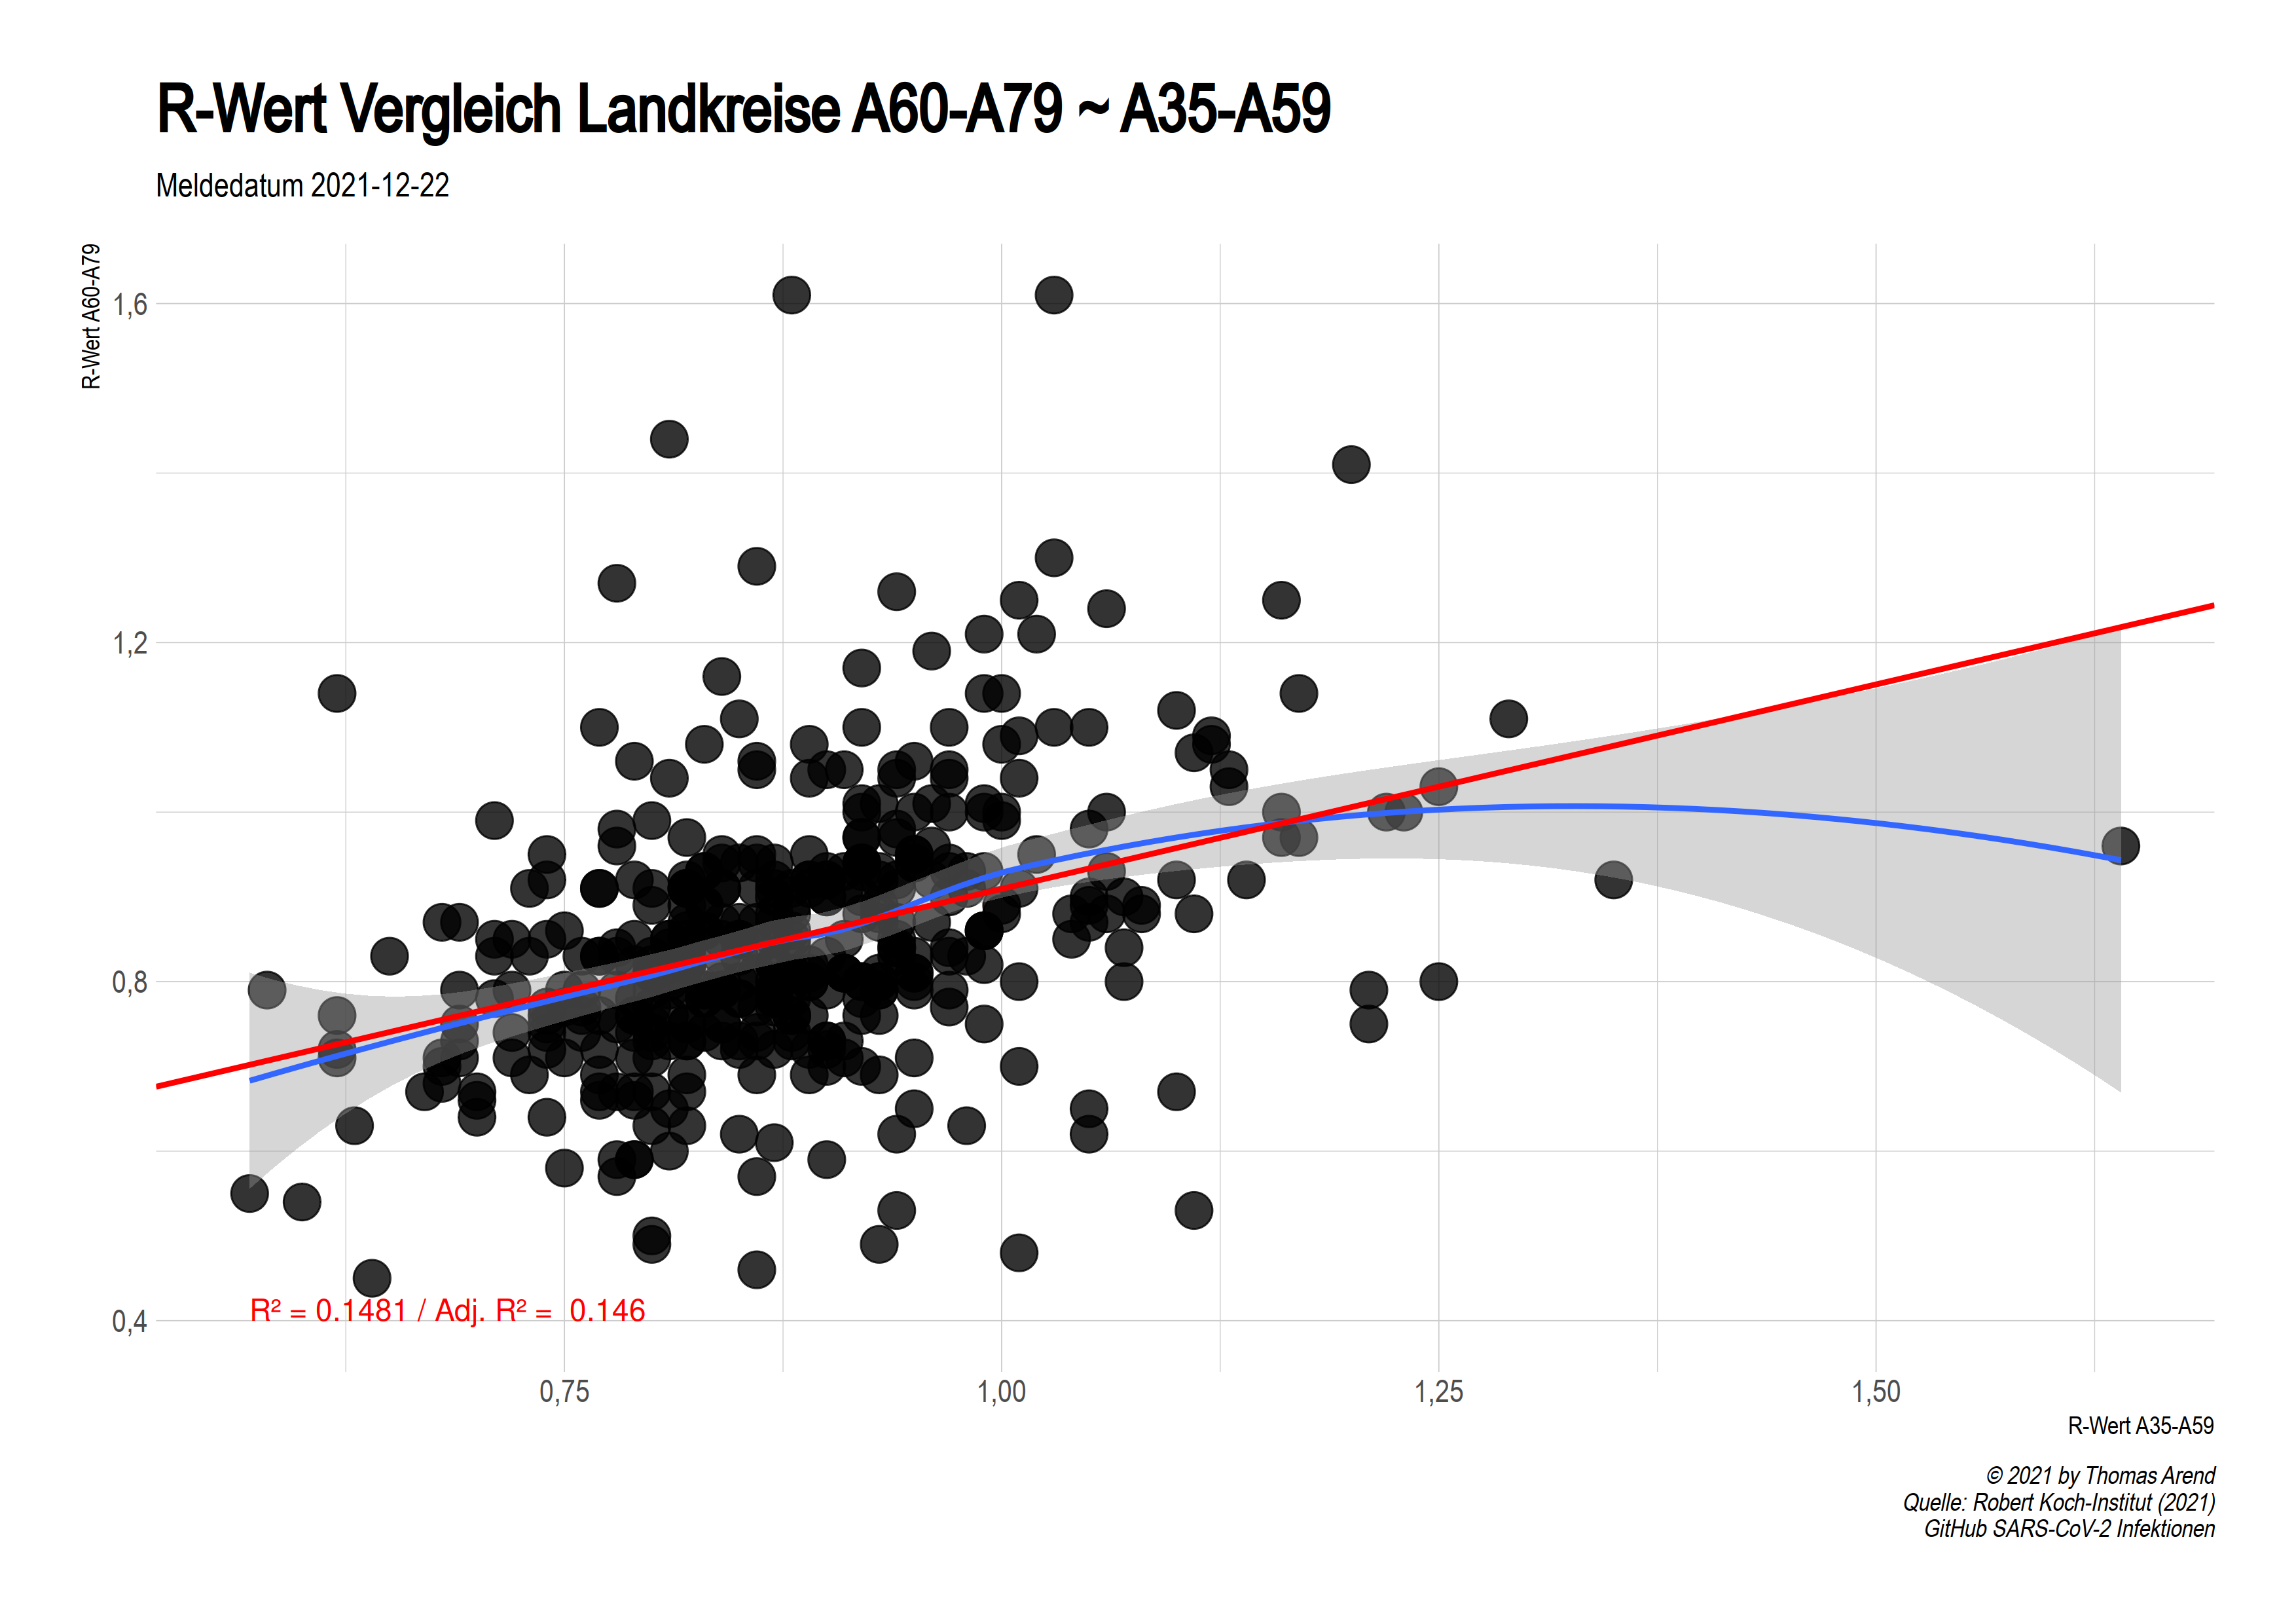 R-Wert Vergleich Landkreise A60-A79 ~ A35-A59
Meldedatum 2021-12-22
R-Wert A60-A79
1,6
1,2
0,8
0,4
R² = 0.1481 / Adj. R² =  0.146
0,75
1,00
1,25
1,50
R-Wert A35-A59
© 2021 by Thomas Arend
Quelle: Robert Koch-Institut (2021)
GitHub SARS-CoV-2 Infektionen